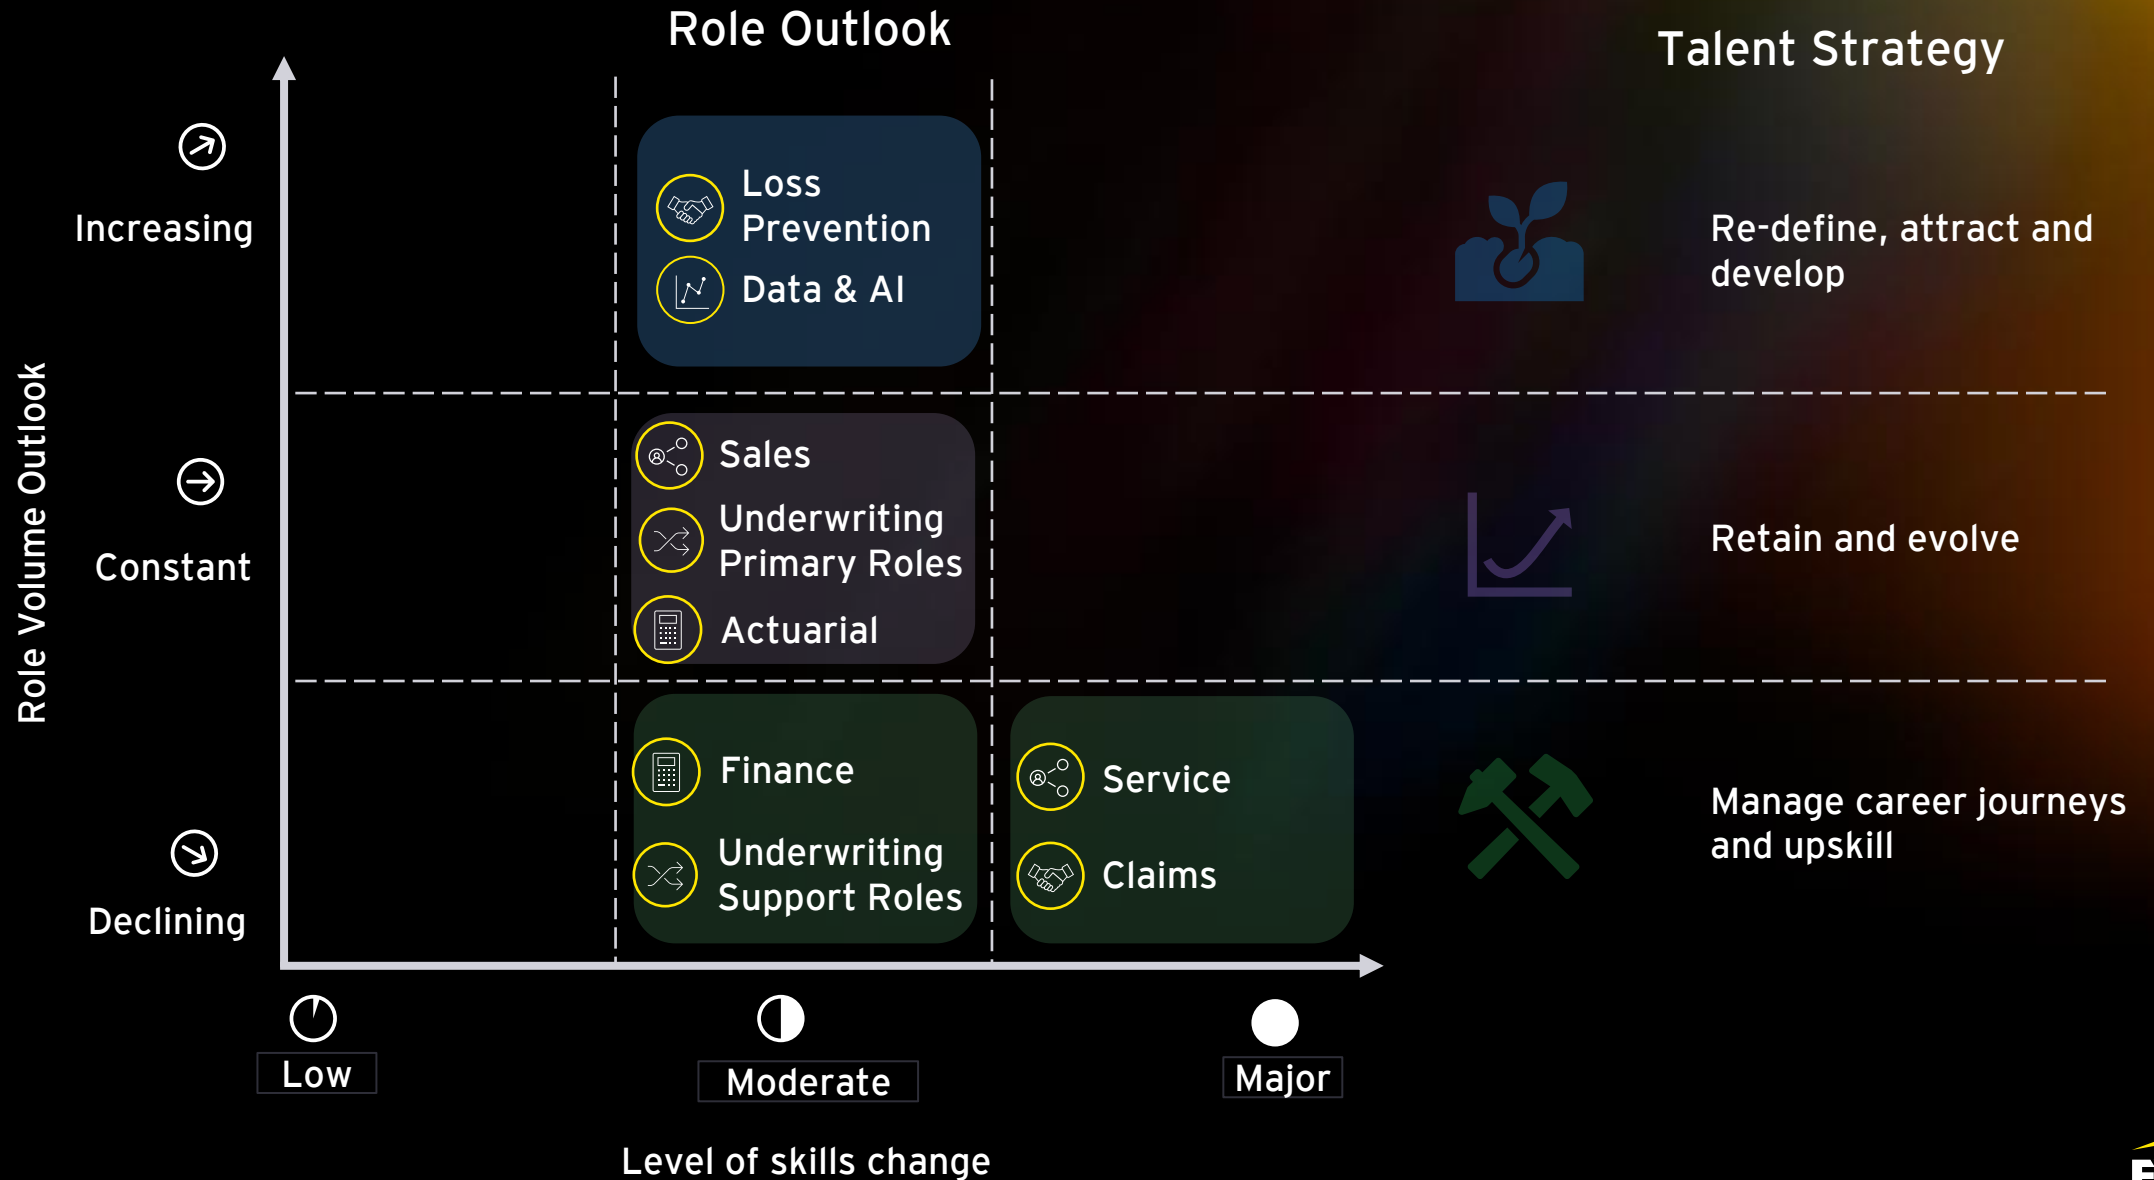 Role Outlook
Talent Strategy
Role Volume Outlook
Increasing
Loss
Prevention
Data & AI
Re-define, attract and
develop
Constant
Sales
Underwriting
Primary Roles
Actuarial
Retain and evolve
Declining
Finance
Underwriting
Support Roles
Service
Claims
Manage career journeys
and upskill
Low
Moderate
Major
Level of skills change